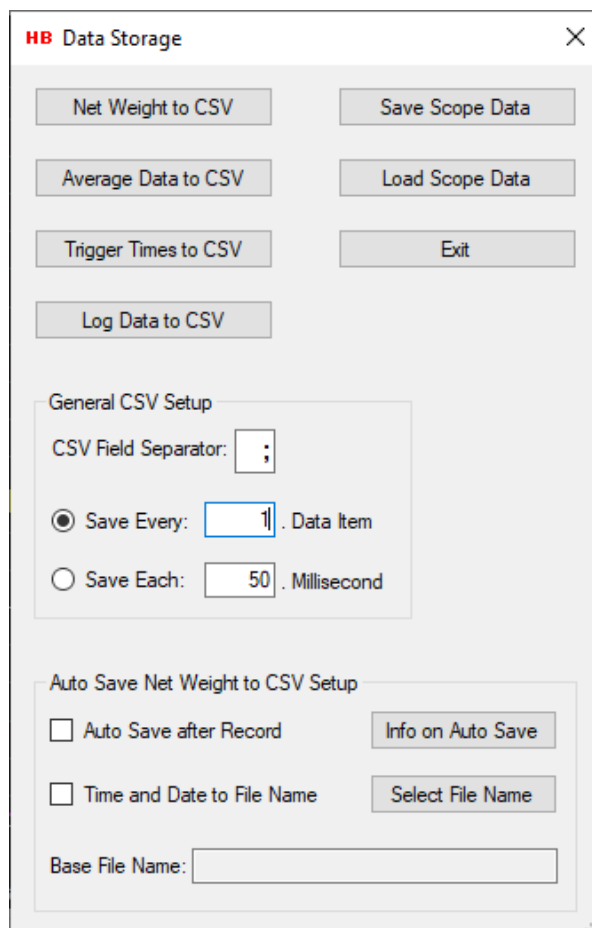 HB Data Storage
Net Weight to CSV
Save Scope Data
Average Data to CSV
Load Scope Data
Trigger Times to CSV
Exit
Log Data to CSV
General CSV Setup
CSV Field Separator: ;
Save Every: 1 . Data Item
Save Each: 50 . Millisecond
Auto Save Net Weight to CSV Setup
Auto Save after Record
Info on Auto Save
Time and Date to File Name
Select File Name
Base File Name: